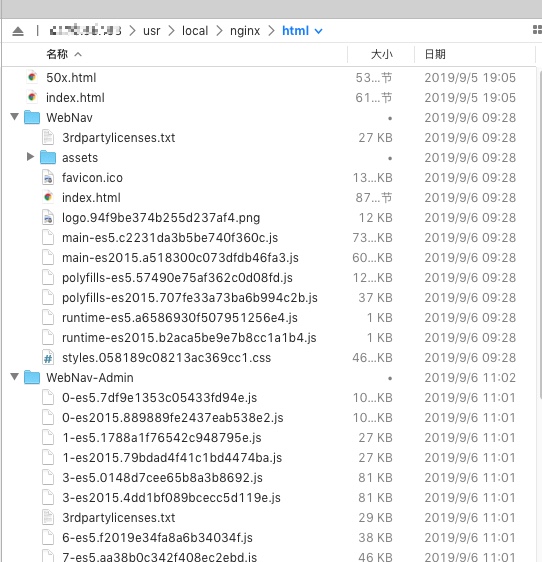 usr > local > nginx > html
名称 大小 日期
50x.html 53...节 2019/9/5 19:05
index.html 61...节 2019/9/5 19:05
WebNav • 2019/9/6 09:28
3rdpartylicenses.txt 27 KB 2019/9/6 09:28
assets • 2019/9/6 09:28
favicon.ico 13...KB 2019/9/6 09:28
index.html 87...节 2019/9/6 09:28
logo.94f9be374b255d237af4.png 12 KB 2019/9/6 09:28
main-es5.c2231da3b5be740f360c.js 73...KB 2019/9/6 09:28
main-es2015.a518300c073dfdb46fa3.js 60...KB 2019/9/6 09:28
polyfills-es5.57490e75af362c0d08fd.js 12...KB 2019/9/6 09:28
polyfills-es2015.707fe33a73ba6b994c2b.js 37 KB 2019/9/6 09:28
runtime-es5.a6586930f507951256e4.js 1 KB 2019/9/6 09:28
runtime-es2015.b2aca5be9e7b8cc1a1b4.js 1 KB 2019/9/6 09:28
styles.058189c08213ac369cc1.css 46...KB 2019/9/6 09:28
WebNav-Admin • 2019/9/6 11:02
0-es5.7df9e1353c05433fd94e.js 10...KB 2019/9/6 11:01
0-es2015.889889fe2437eab538e2.js 10...KB 2019/9/6 11:01
1-es5.1788a1f76542c948795e.js 27 KB 2019/9/6 11:01
1-es2015.79bdad4f41c1bd4474ba.js 27 KB 2019/9/6 11:01
3-es5.0148d7cee65b8a3b8692.js 81 KB 2019/9/6 11:01
3-es2015.4dd1bf089bcecc5d119e.js 81 KB 2019/9/6 11:01
3rdpartylicenses.txt 29 KB 2019/9/6 11:01
6-es5.f2019e34fa8a6b34034f.js 38 KB 2019/9/6 11:01
7-es5.aa38b0c342f408ec2ebd.js 46 KB 2019/9/6 11:01